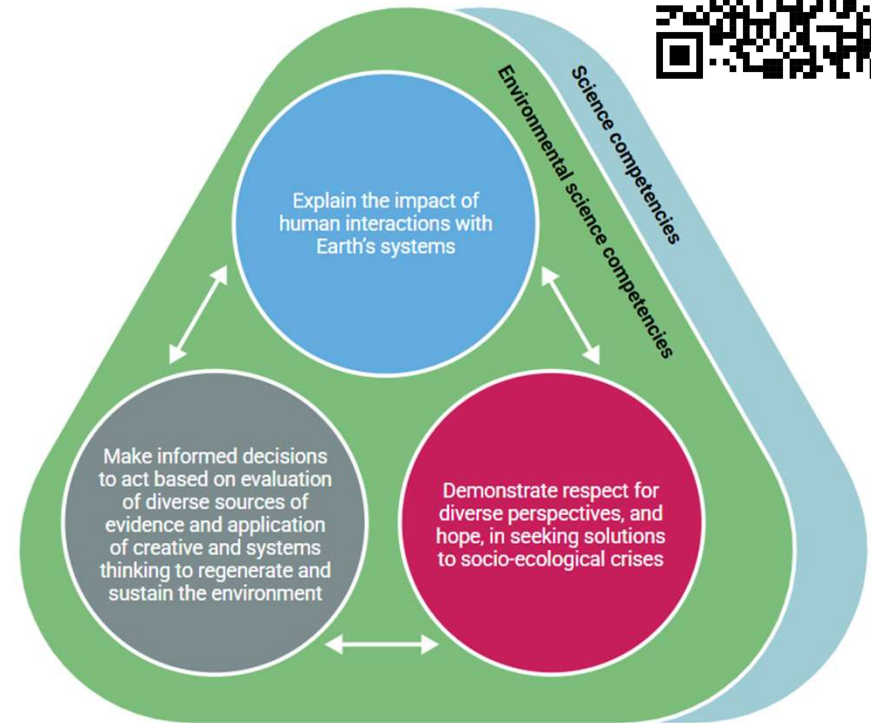 Science competencies
Environmental science competencies
Explain the impact of
human interactions with
Earth's systems
Make informed decisions
to act based on evaluation
of diverse sources of
evidence and application
of creative and systems
thinking to regenerate and
sustain the environment
Demonstrate respect for
diverse perspectives, and
hope, in seeking solutions
to socio-ecological crises